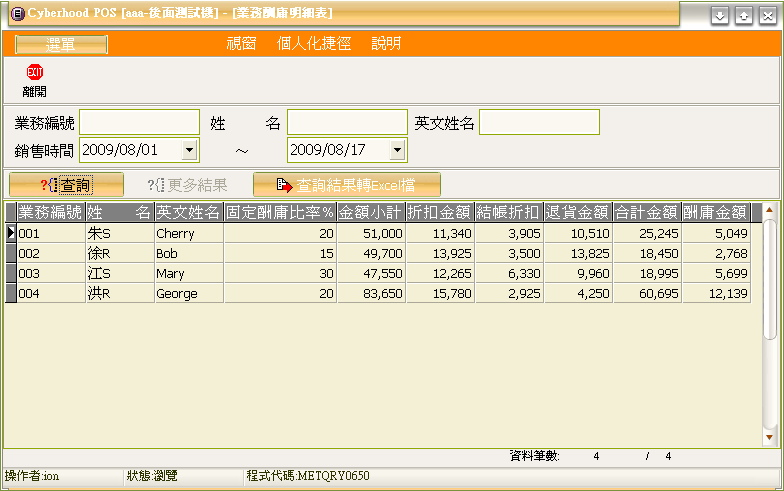 Cyberhood POS [aaa-後面測試機] - [業務酬庸明細表]
選單 視窗 個人化捷徑 說明
EXIT
離開
業務編號 姓 名 英文姓名
銷售時間 2009/08/01 ～ 2009/08/17
?{}查詢 ?{}更多結果 查詢結果轉Excel檔
業務編號 姓 名 英文姓名 固定酬庸比率% 金額小計 折扣金額 結帳折扣 退貨金額 合計金額 酬庸金額
001 朱S Cherry 20 51,000 11,340 3,905 10,510 25,245 5,049
002 徐R Bob 15 49,700 13,925 3,500 13,825 18,450 2,768
003 江S Mary 30 47,550 12,265 6,330 9,960 18,995 5,699
004 洪R George 20 83,650 15,780 2,925 4,250 60,695 12,139
資料筆數: 4 / 4
操作者:ion 狀態:瀏覽 程式代碼:METQRY0650